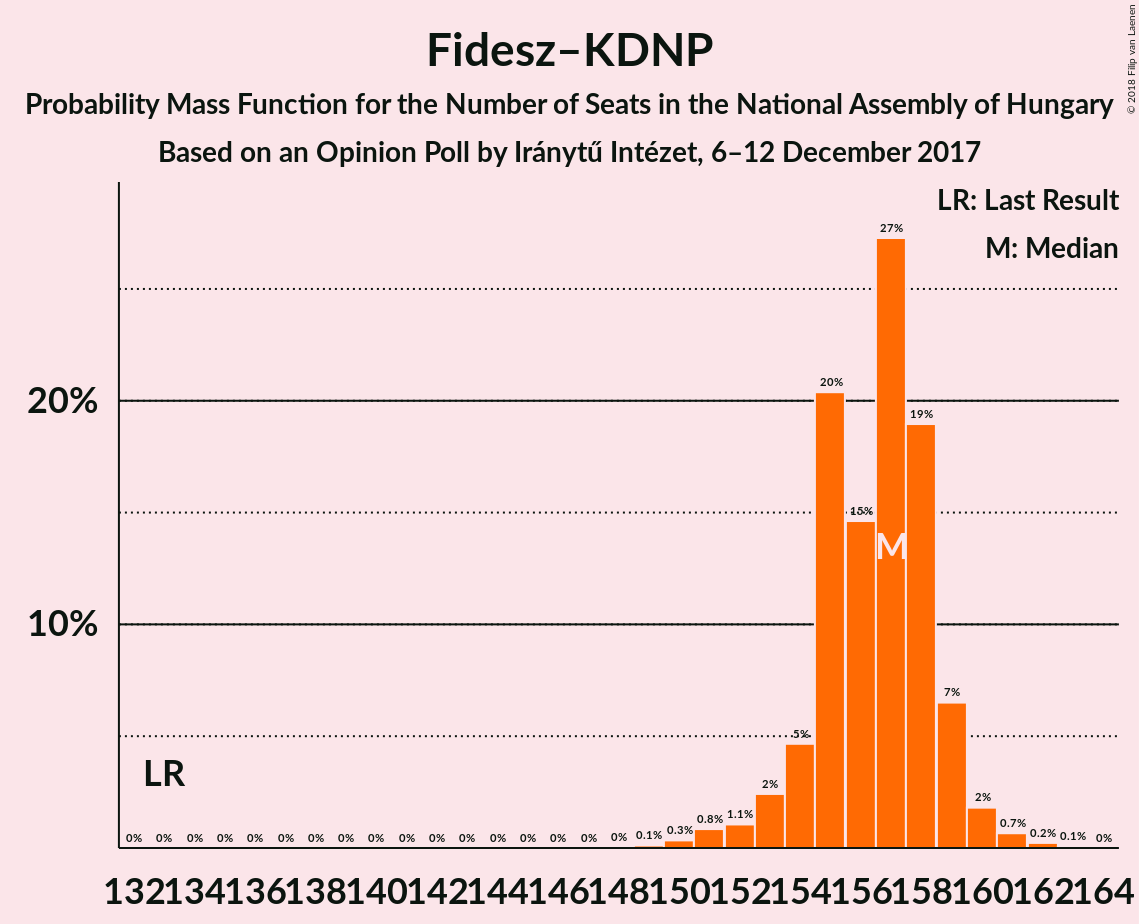 Fidesz–KDNP
Probability Mass Function for the Number of Seats in the National Assembly of Hungary
Based on an Opinion Poll by Iránytű Intézet, 6–12 December 2017
© 2018 Filip van Laenen
LR: Last Result
M: Median
20%
10%
LR
M
0% 0% 0% 0% 0% 0% 0% 0% 0% 0% 0% 0% 0% 0% 0% 0% 0% 0.1% 0.3% 0.8% 1.1% 2% 5% 20% 15% 27% 19% 7% 2% 0.7% 0.2% 0.1% 0%
132 134 136 138 140 142 144 146 148 150 152 154 156 158 160 162 164